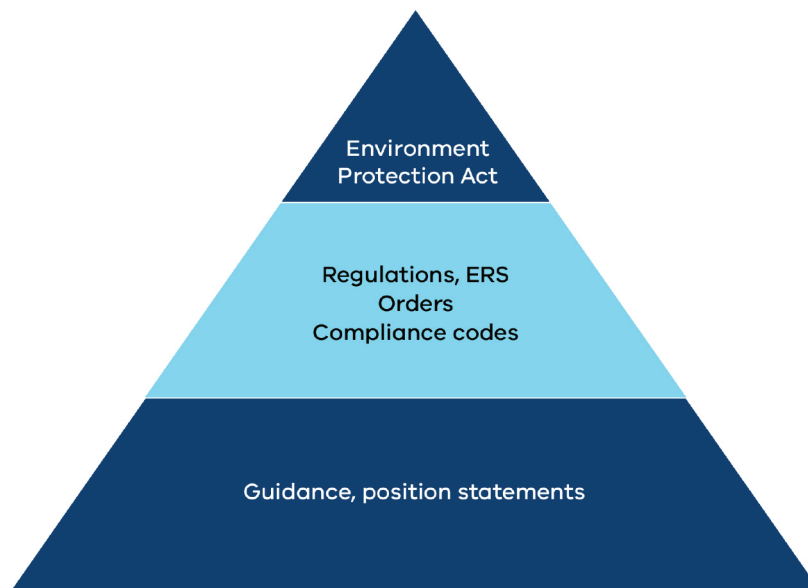 Environment
Protection Act
Regulations, ERS
Orders
Compliance codes
Guidance, position statements